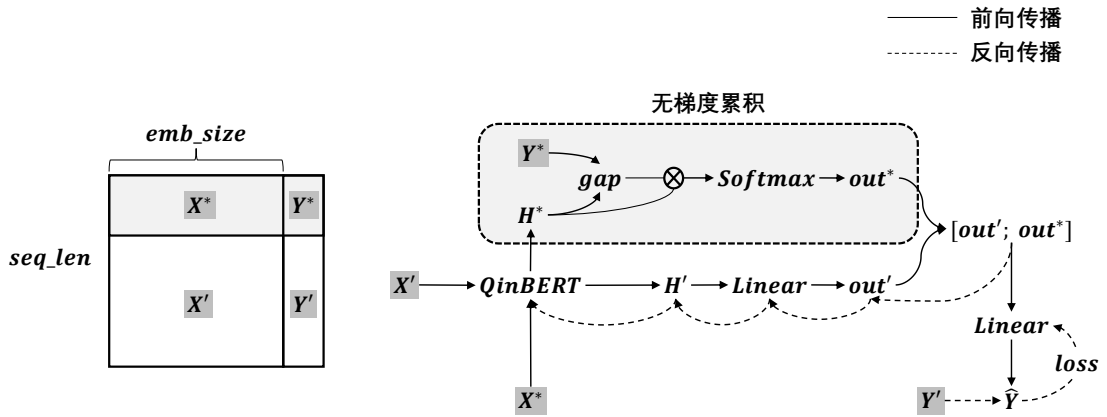 前向传播
反向传播
无梯度累积
emb_size
X* Y*
seq_len
X′ Y′
Y*
gap ⊗ Softmax out*
H*
[out′; out*]
X′ QinBERT H′ Linear out′
Linear
loss
X* Y′ Ŷ